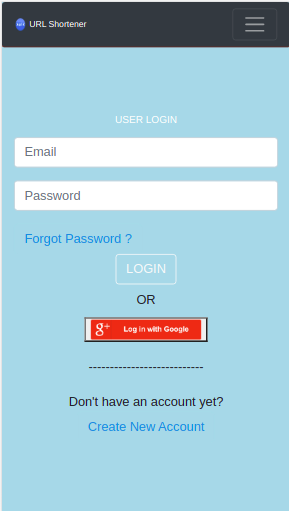 URL Shortener
USER LOGIN
Email
Password
Forgot Password ?
LOGIN
OR
g+ Log in with Google
---------------------------
Don't have an account yet?
Create New Account